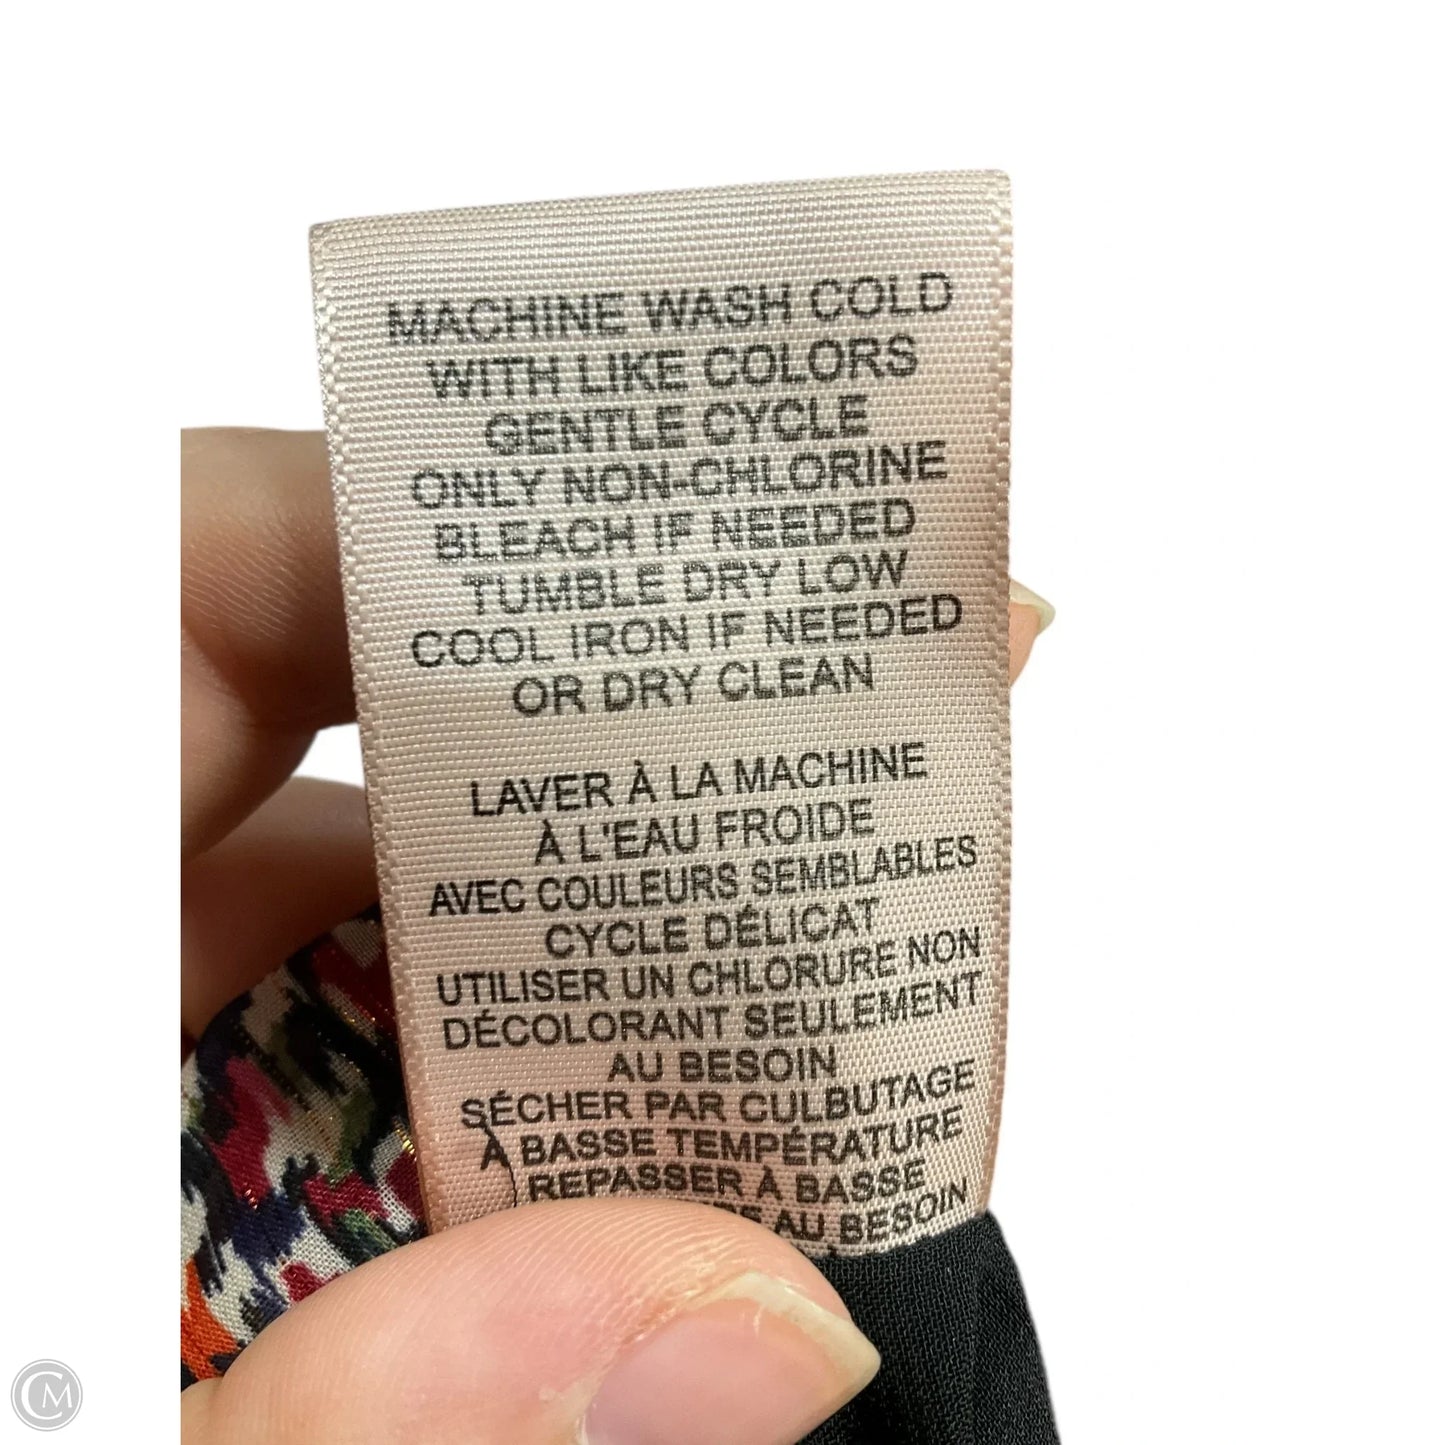 MACHINE WASH COLD
WITH LIKE COLORS
GENTLE CYCLE
ONLY NON-CHLORINE
BLEACH IF NEEDED
TUMBLE DRY LOW
COOL IRON IF NEEDED
OR DRY CLEAN
LAVER À LA MACHINE
À L'EAU FROIDE
AVEC COULEURS SEMBLABLES
CYCLE DÉLICAT
UTILISER UN CHLORURE NON
DÉCOLORANT SEULEMENT
AU BESOIN
SÉCHER PAR CULBUTAGE
À BASSE TEMPÉRATURE
REPASSER À BASSE
AU BESOIN
CM